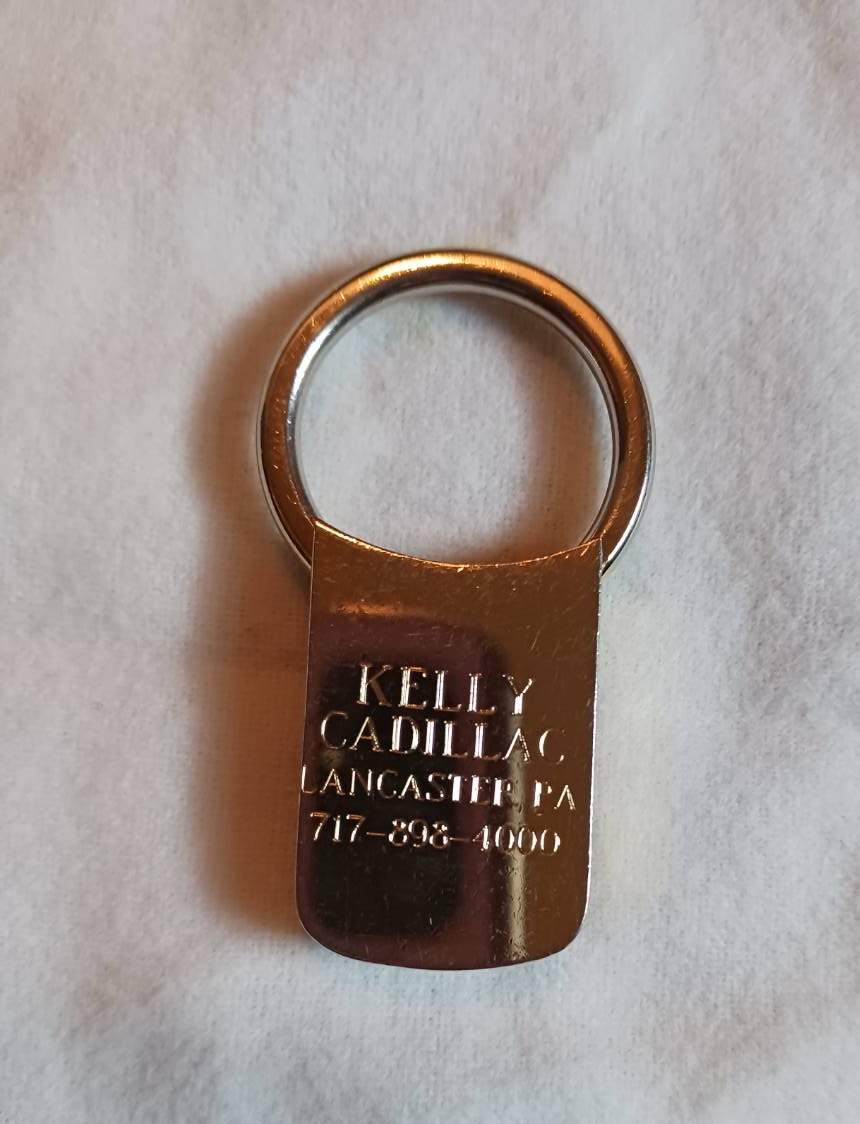 KELLY
CADILLAC
LANCASTER, PA
717-898-4000